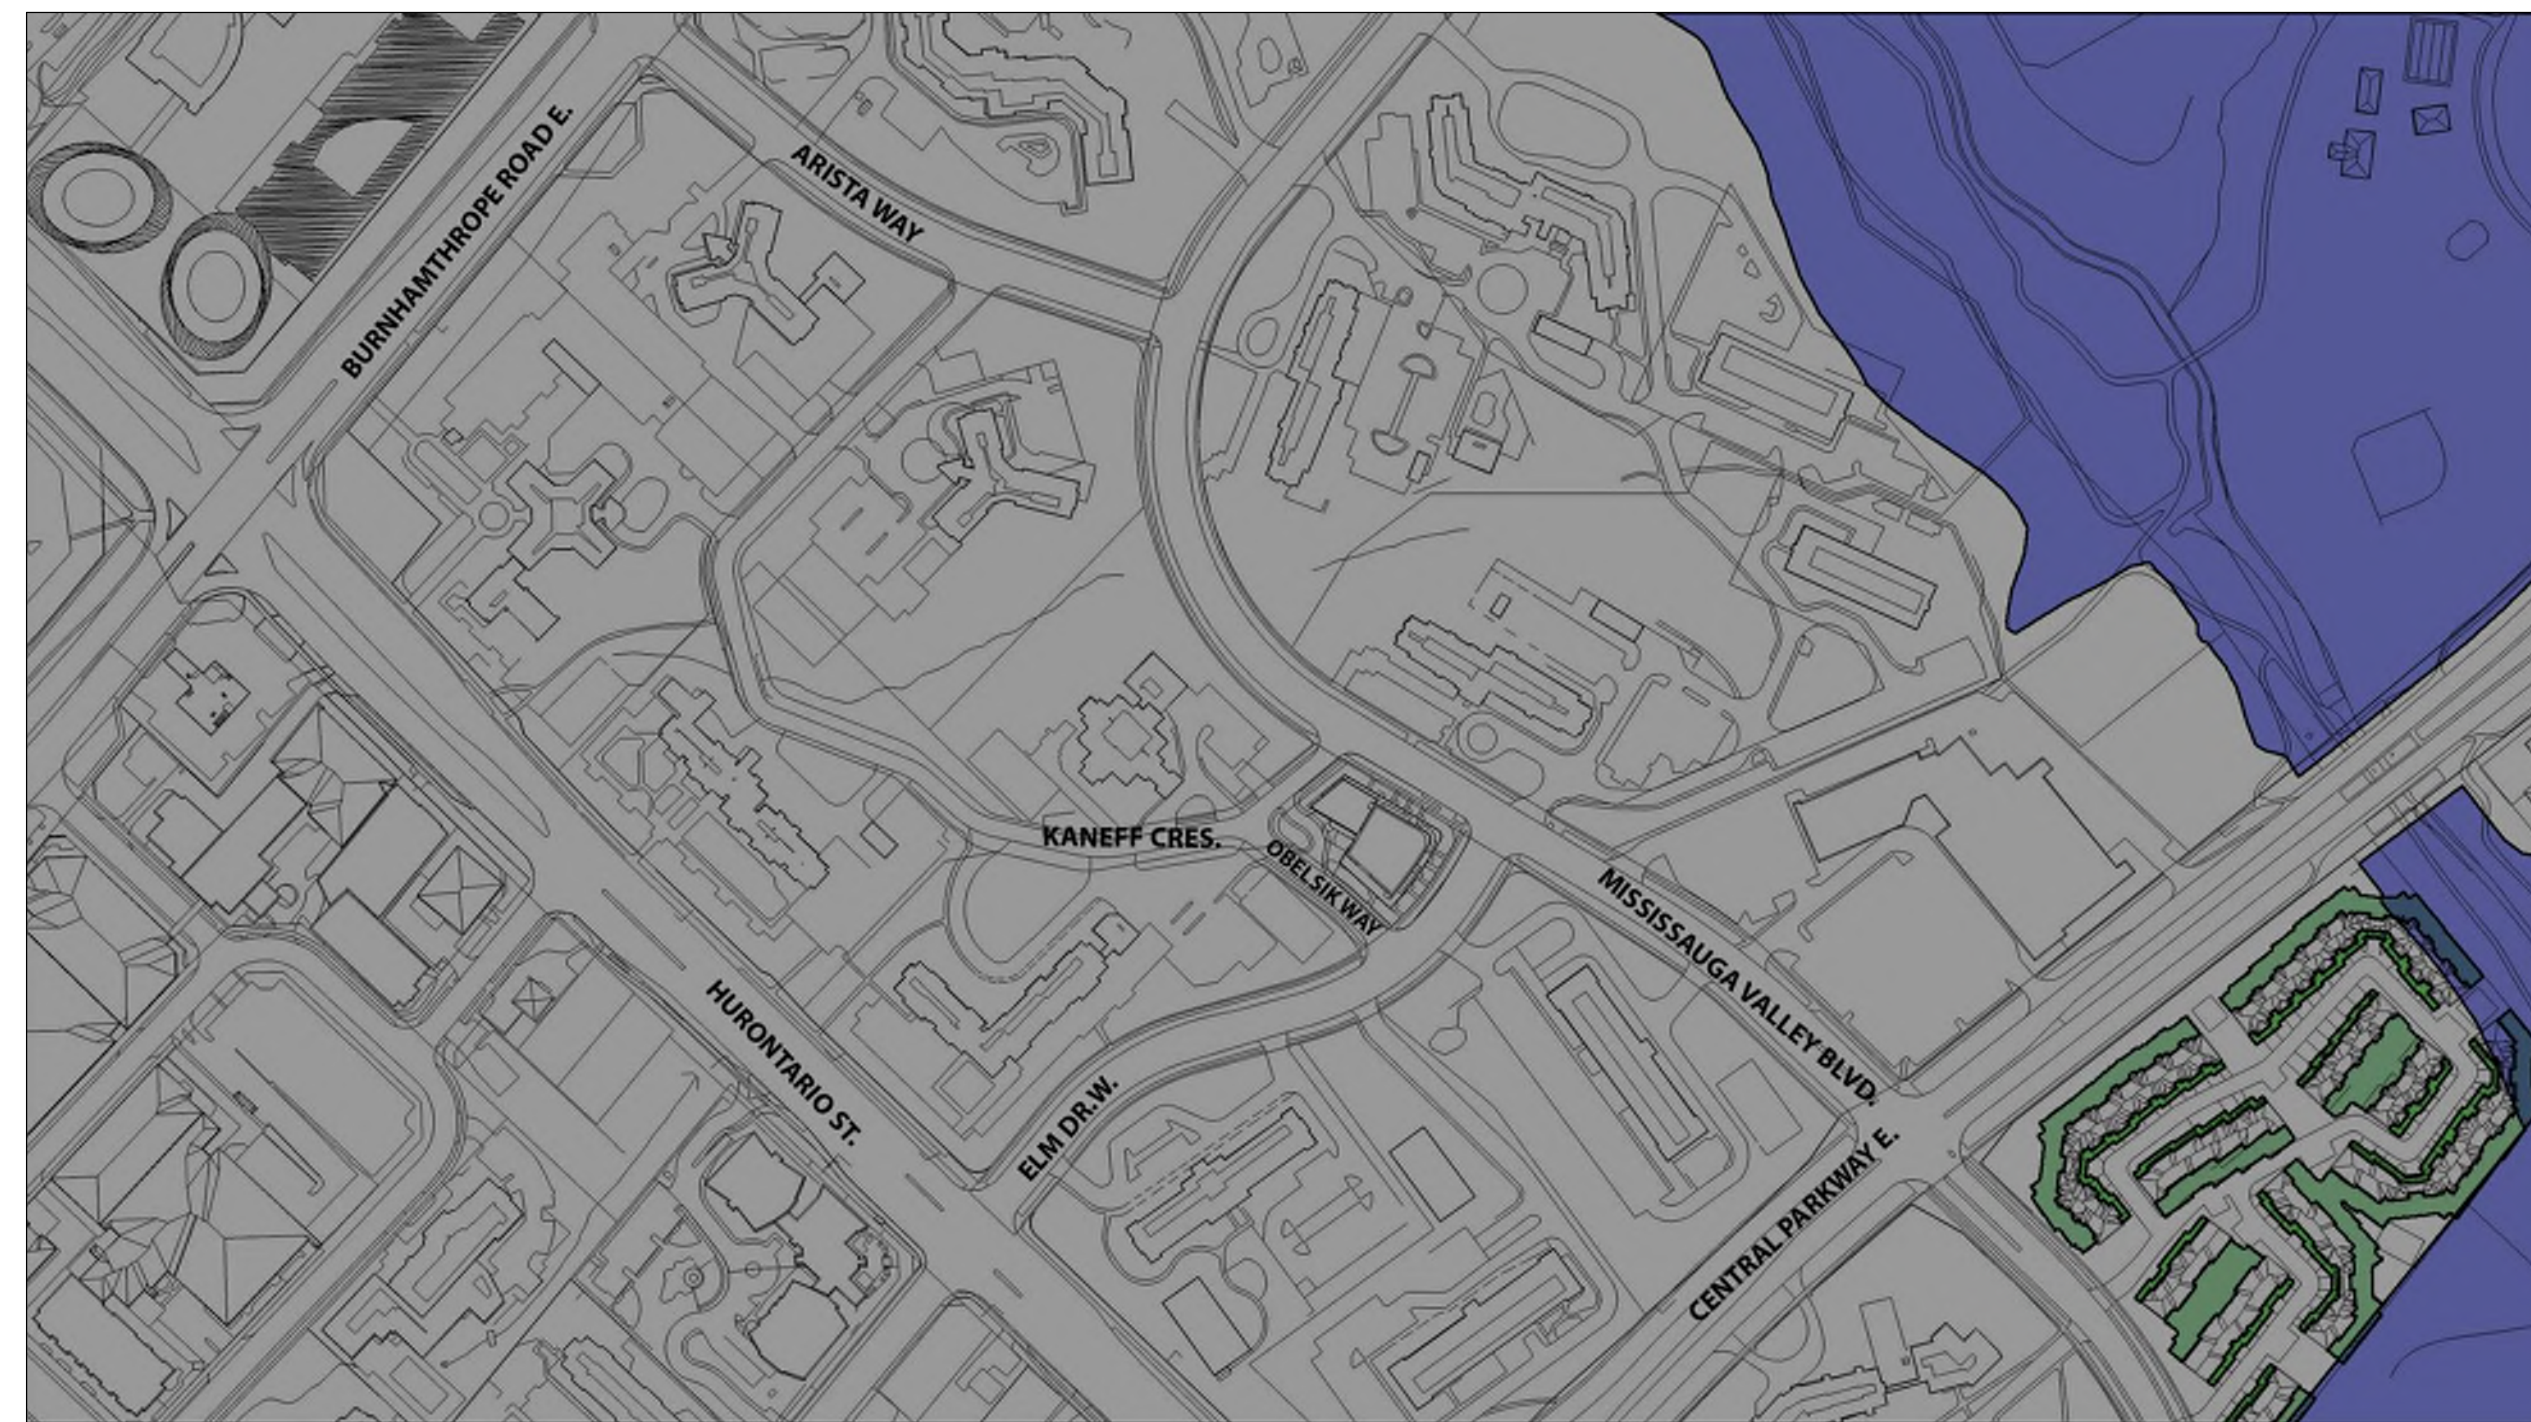 BURNHAMTHROPE ROAD E.
ARISTA WAY
KANEFF CRES.
OBELSIK WAY
MISSISSAUGA VALLEY BLVD.
HURONTARIO ST.
ELM DR.W.
CENTRAL PARKWAY E.